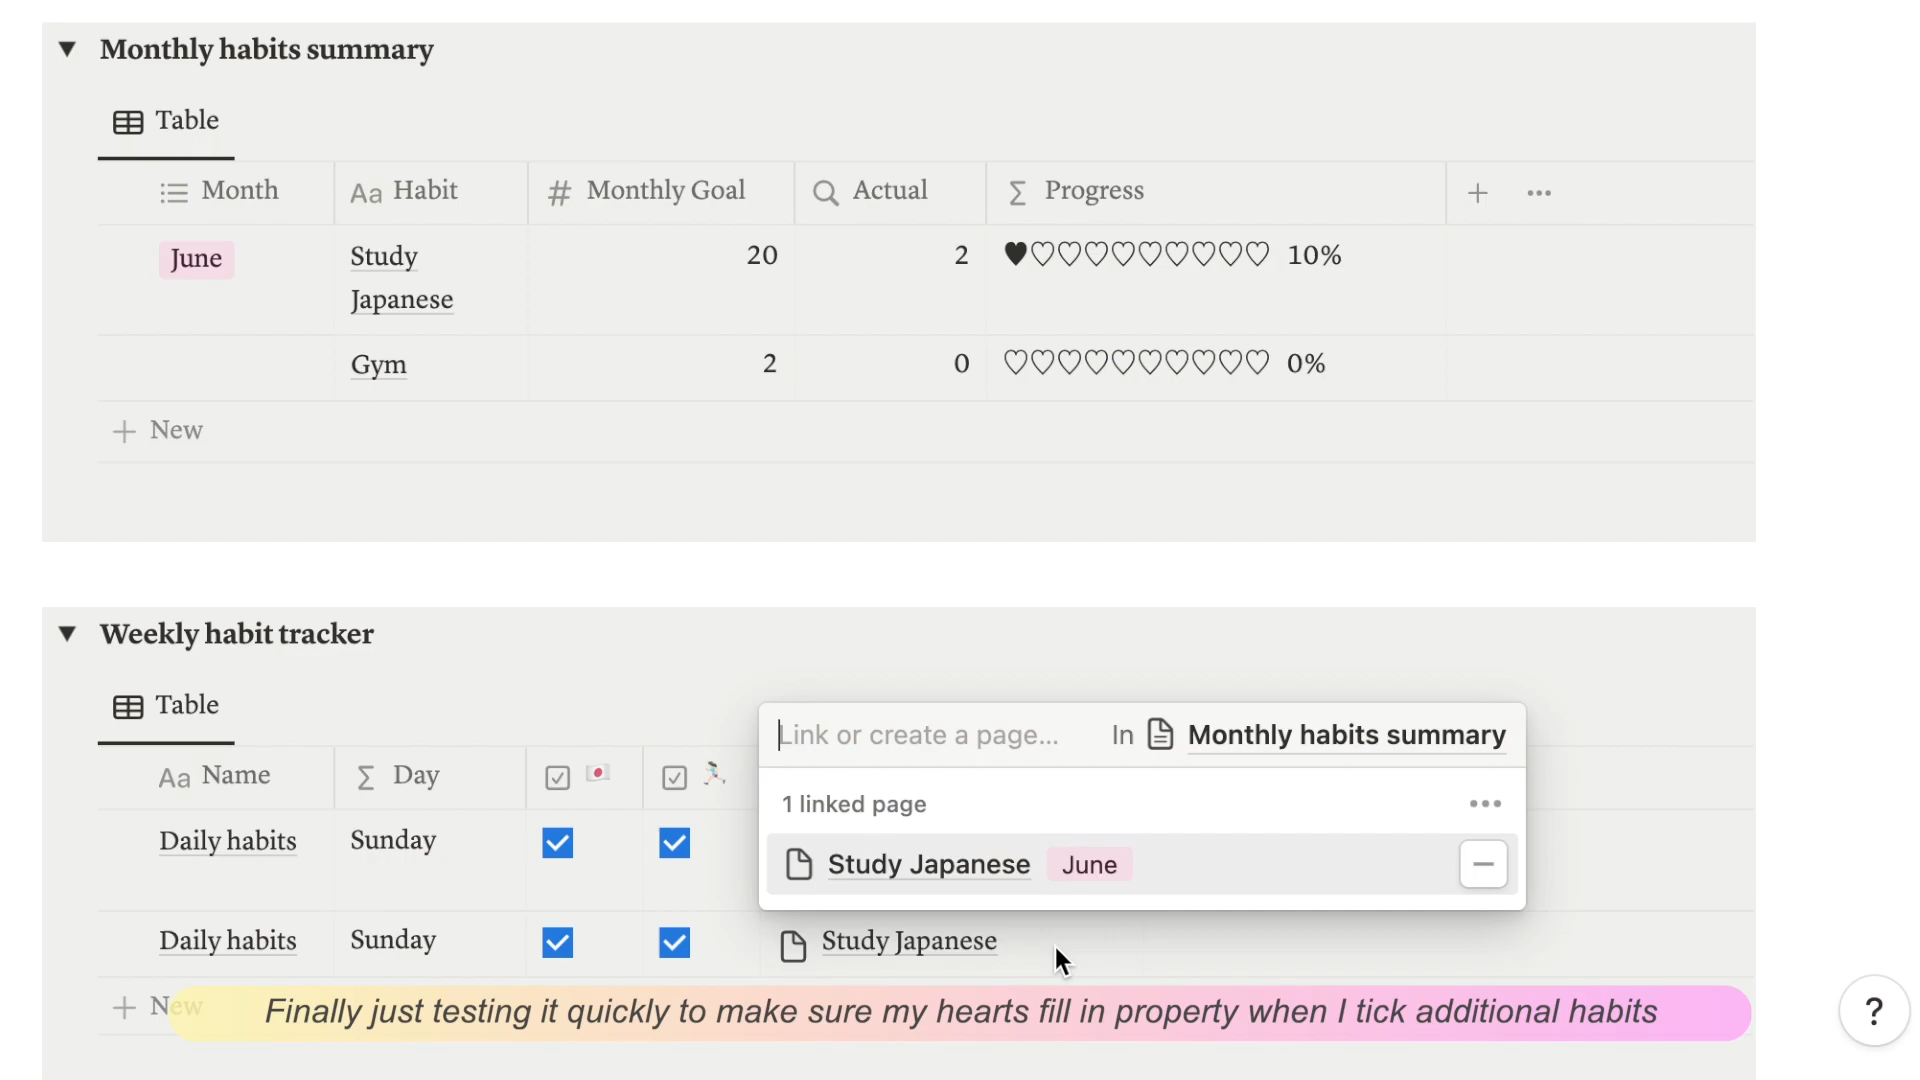 Monthly habits summary
Table
Month Aa Habit # Monthly Goal Actual Σ Progress + •••
June Study Japanese 20 2 ♥♡♡♡♡♡♡♡♡♡ 10%
Gym 2 0 ♡♡♡♡♡♡♡♡♡♡ 0%
+ New
Weekly habit tracker
Table
Link or create a page... In Monthly habits summary
Aa Name Σ Day
1 linked page •••
Daily habits Sunday
Study Japanese June
Daily habits Sunday Study Japanese
+ New
Finally just testing it quickly to make sure my hearts fill in property when I tick additional habits
?